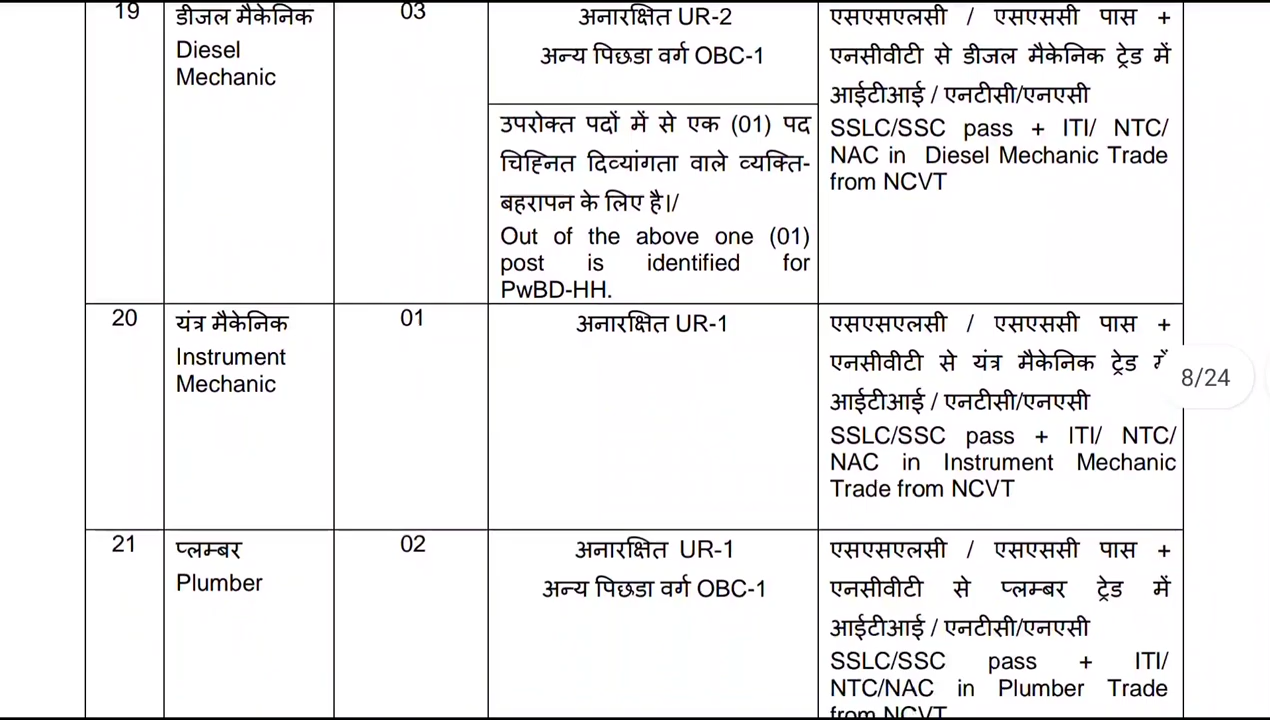 19
डीजल मैकेनिक
Diesel
Mechanic
03
अनारक्षित UR-2
अन्य पिछडा वर्ग OBC-1
उपरोक्त पदों में से एक (01) पद
चिह्नित दिव्यांगता वाले व्यक्ति-
बहरापन के लिए है।/
Out of the above one (01)
post is identified for
PwBD-HH.
एसएसएलसी / एसएससी पास +
एनसीवीटी से डीजल मैकेनिक ट्रेड में
आईटीआई / एनटीसी/एनएसी
SSLC/SSC pass + ITI/ NTC/
NAC in Diesel Mechanic Trade
from NCVT
20
यंत्र मैकेनिक
Instrument
Mechanic
01
अनारक्षित UR-1
एसएसएलसी / एसएससी पास +
एनसीवीटी से यंत्र मैकेनिक ट्रेड में
आईटीआई / एनटीसी/एनएसी
SSLC/SSC pass + ITI/ NTC/
NAC in Instrument Mechanic
Trade from NCVT
8/24
21
प्लम्बर
Plumber
02
अनारक्षित UR-1
अन्य पिछडा वर्ग OBC-1
एसएसएलसी / एसएससी पास +
एनसीवीटी से प्लम्बर ट्रेड में
आईटीआई / एनटीसी/एनएसी
SSLC/SSC pass + ITI/
NTC/NAC in Plumber Trade
from NCVT